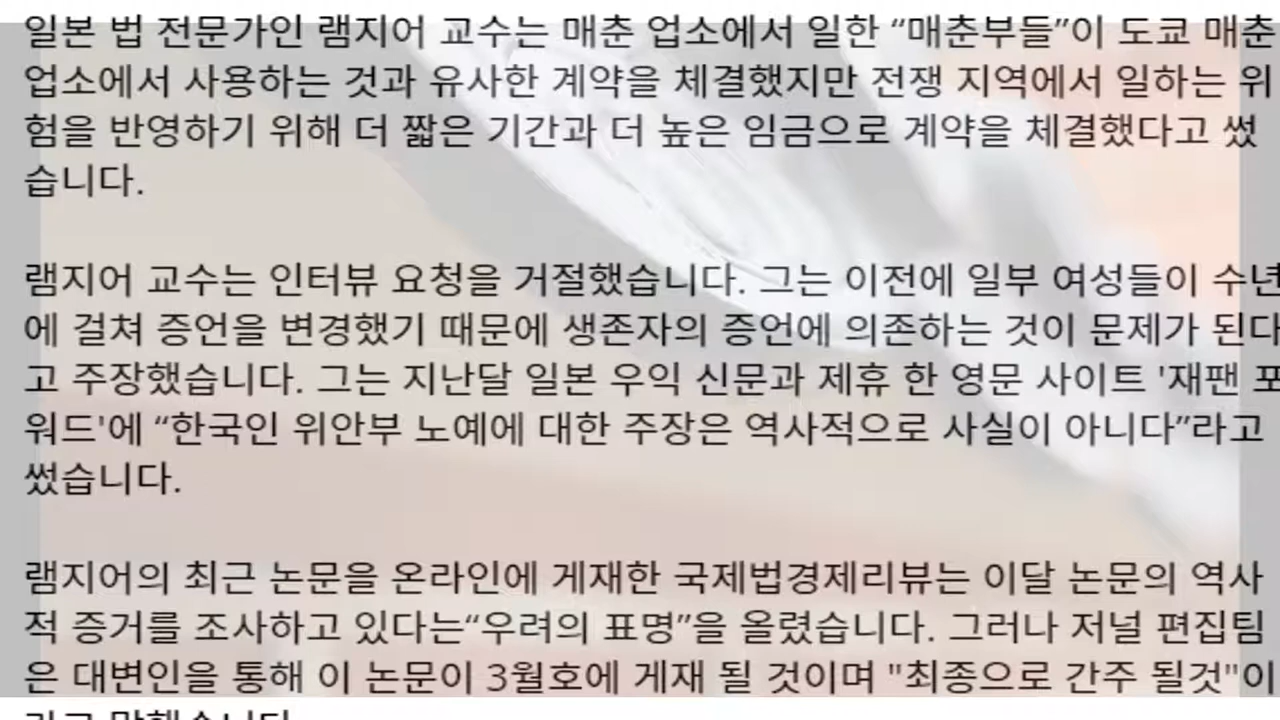 일본 법 전문가인 램지어 교수는 매춘 업소에서 일한 “매춘부들”이 도쿄 매춘
업소에서 사용하는 것과 유사한 계약을 체결했지만 전쟁 지역에서 일하는 위
험을 반영하기 위해 더 짧은 기간과 더 높은 임금으로 계약을 체결했다고 썼
습니다.
램지어 교수는 인터뷰 요청을 거절했습니다. 그는 이전에 일부 여성들이 수년
에 걸쳐 증언을 변경했기 때문에 생존자의 증언에 의존하는 것이 문제가 된다
고 주장했습니다. 그는 지난달 일본 우익 신문과 제휴 한 영문 사이트 '재팬 포
워드'에 “한국인 위안부 노예에 대한 주장은 역사적으로 사실이 아니다”라고
썼습니다.
램지어의 최근 논문을 온라인에 게재한 국제법경제리뷰는 이달 논문의 역사
적 증거를 조사하고 있다는“우려의 표명”을 올렸습니다. 그러나 저널 편집팀
은 대변인을 통해 이 논문이 3월호에 게재 될 것이며 "최종으로 간주 될것"이